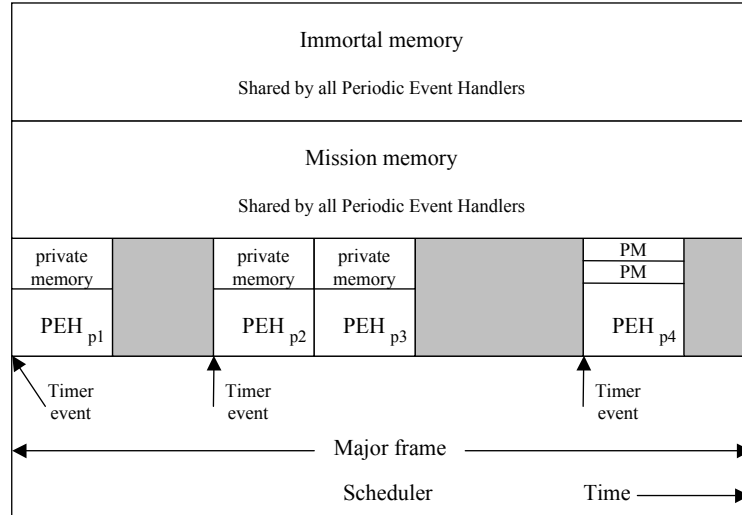 Immortal memory
Shared by all Periodic Event Handlers
Mission memory
Shared by all Periodic Event Handlers
private
memory
PEH p1
private
memory
PEH p2
private
memory
PEH p3
PM
PM
PEH p4
Timer
event
Timer
event
Timer
event
Major frame
Scheduler
Time